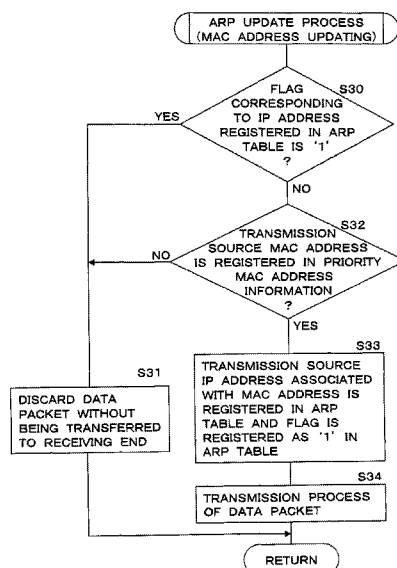 ARP UPDATE PROCESS
(MAC ADDRESS UPDATING)
S30
FLAG
CORRESPONDING
TO IP ADDRESS
REGISTERED IN ARP
TABLE IS '1'
?
YES
NO
S32
TRANSMISSION
SOURCE MAC ADDRESS
IS REGISTERED IN PRIORITY
MAC ADDRESS
INFORMATION
?
NO
YES
S31
DISCARD DATA
PACKET WITHOUT
BEING TRANSFERRED
TO RECEIVING END
S33
TRANSMISSION SOURCE
IP ADDRESS ASSOCIATED
WITH MAC ADDRESS IS
REGISTERED IN ARP
TABLE AND FLAG IS
REGISTERED AS '1' IN
ARP TABLE
S34
TRANSMISSION PROCESS
OF DATA PACKET
RETURN